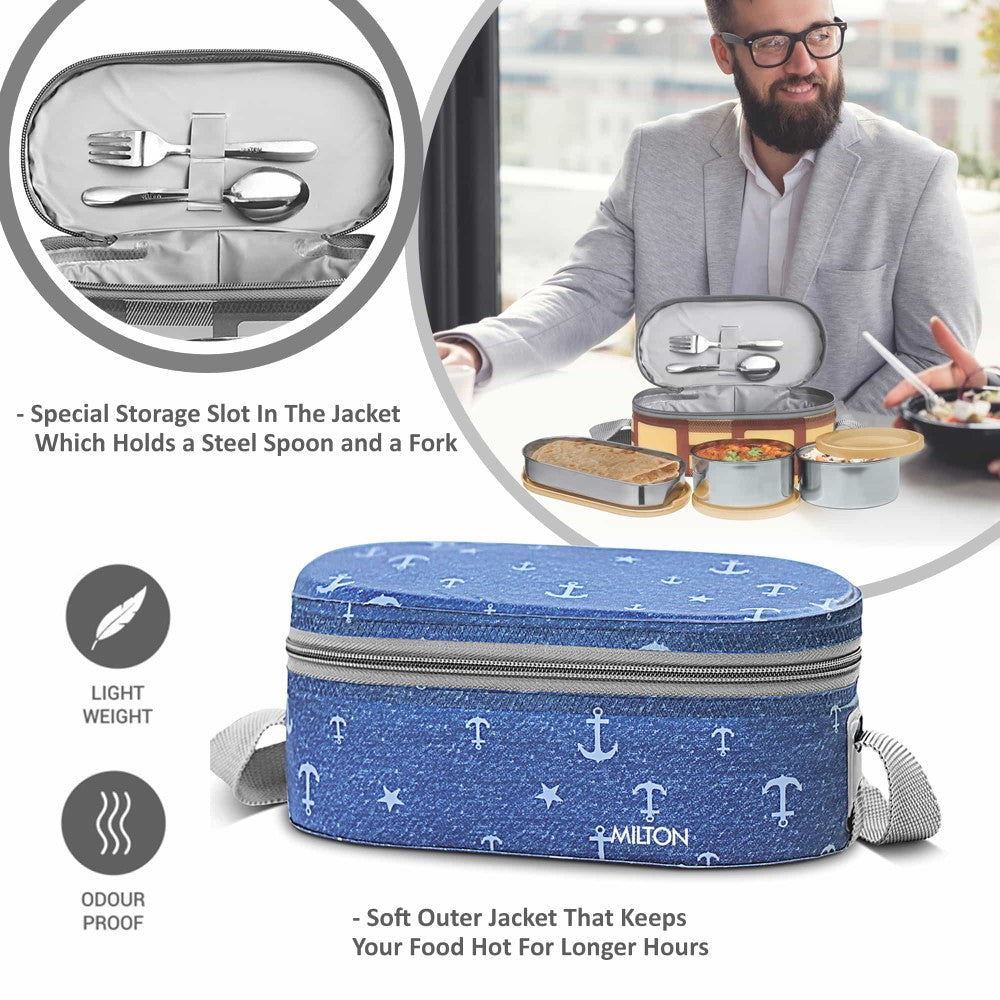 - Special Storage Slot In The Jacket
Which Holds a Steel Spoon and a Fork
LIGHT
WEIGHT
ODOUR
PROOF
MILTON
- Soft Outer Jacket That Keeps
Your Food Hot For Longer Hours